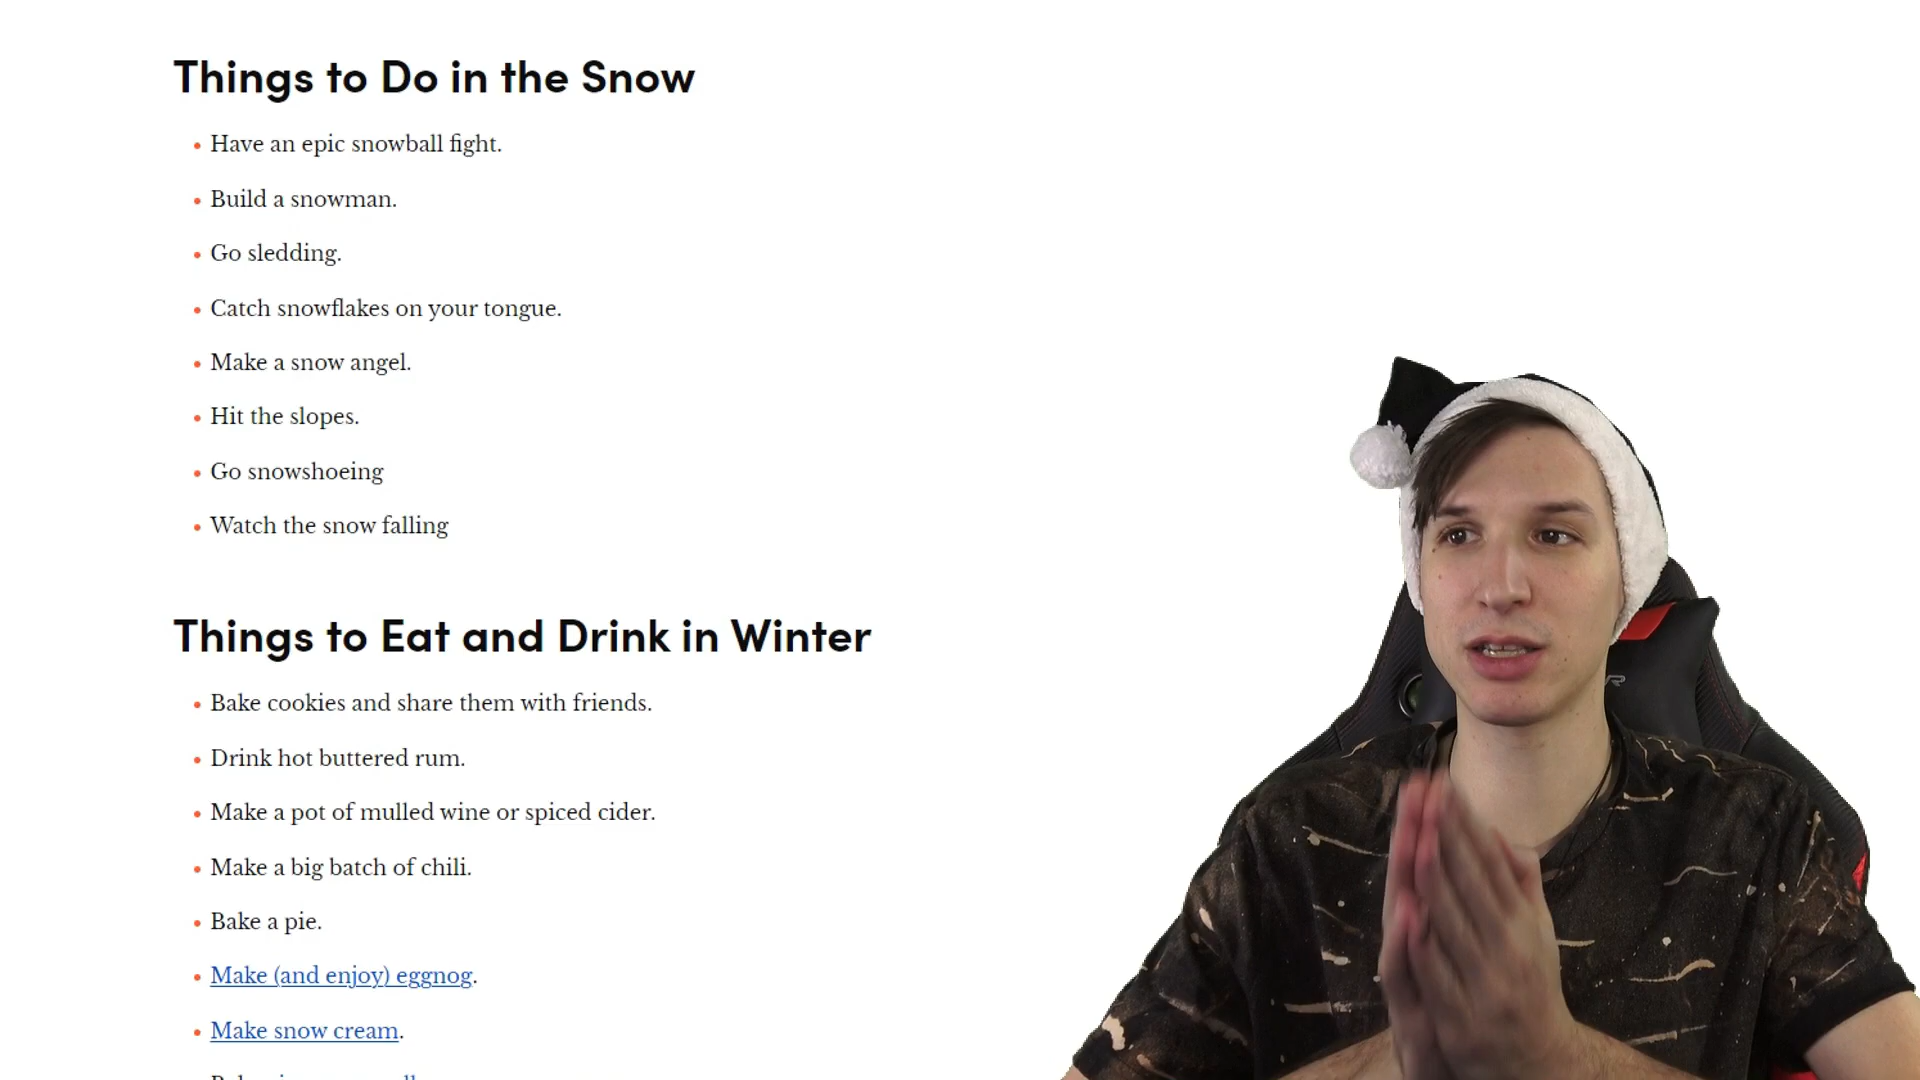 Things to Do in the Snow
Have an epic snowball fight.
Build a snowman.
Go sledding.
Catch snowflakes on your tongue.
Make a snow angel.
Hit the slopes.
Go snowshoeing
Watch the snow falling
Things to Eat and Drink in Winter
Bake cookies and share them with friends.
Drink hot buttered rum.
Make a pot of mulled wine or spiced cider.
Make a big batch of chili.
Bake a pie.
Make (and enjoy) eggnog.
Make snow cream.